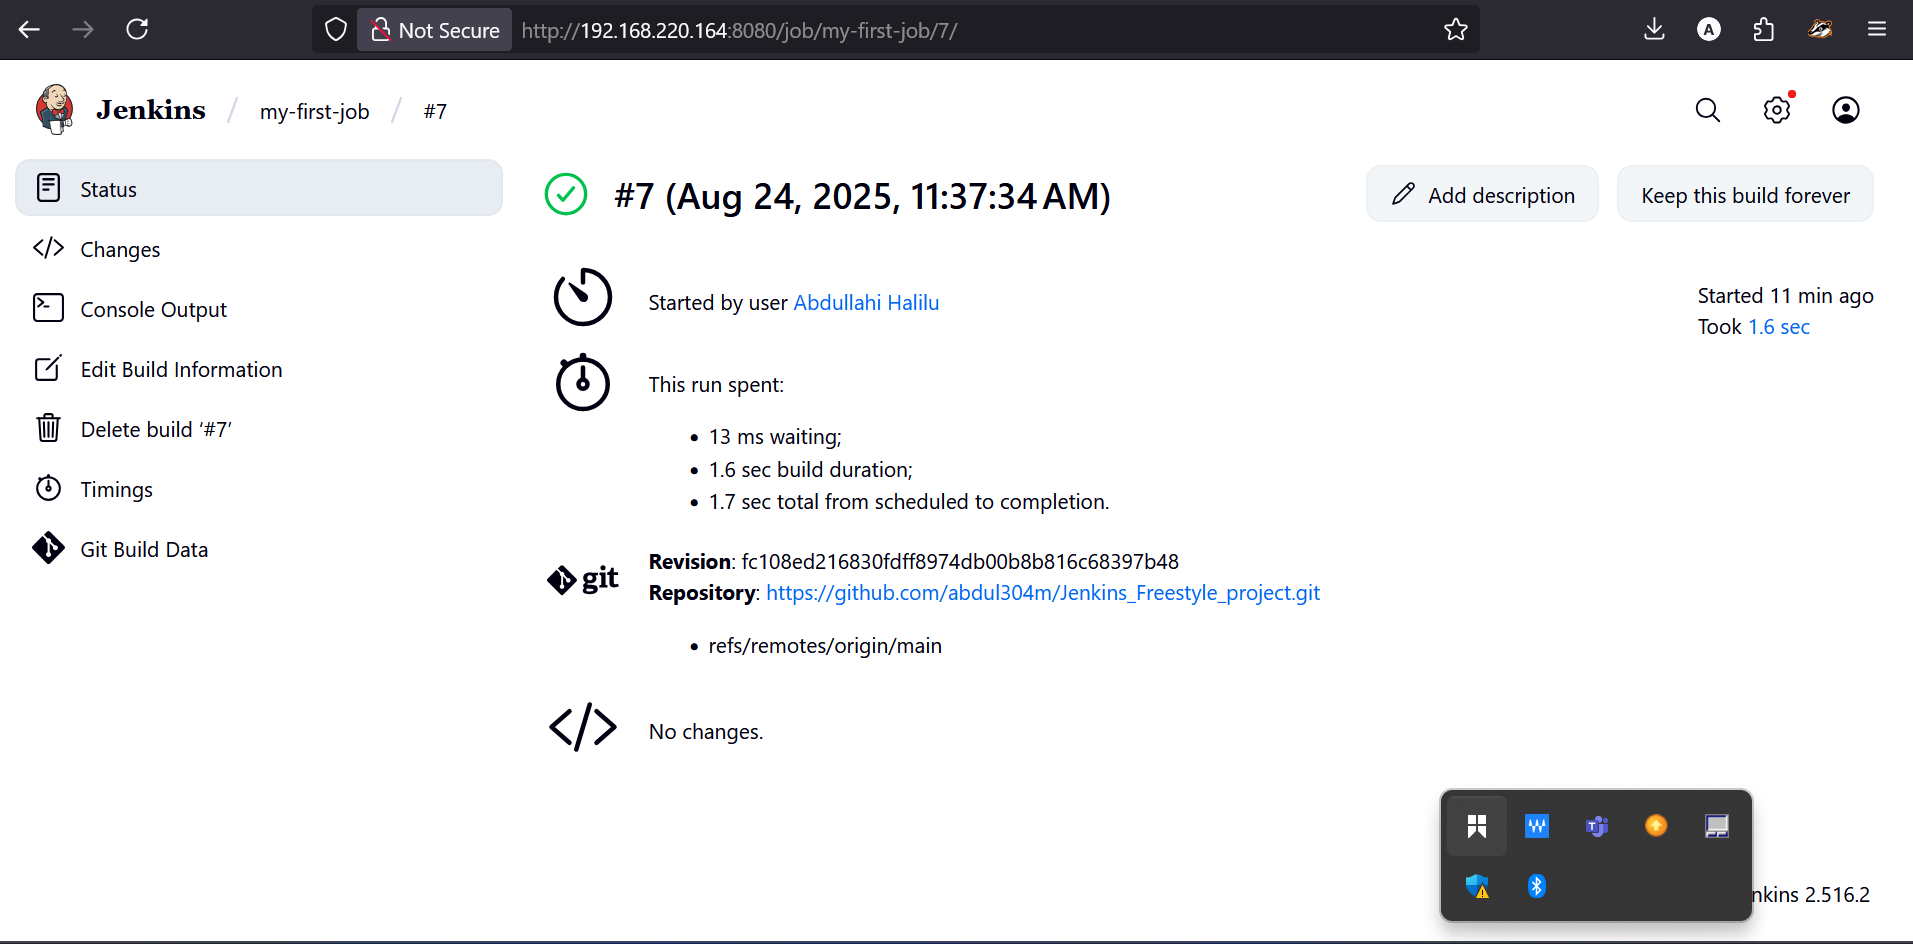 Not Secure http://192.168.220.164:8080/job/my-first-job/7/
A
Jenkins / my-first-job / #7
Status
Changes
Console Output
Edit Build Information
Delete build ‘#7’
Timings
Git Build Data
#7 (Aug 24, 2025, 11:37:34 AM)
Add description
Keep this build forever
Started by user Abdullahi Halilu
Started 11 min ago
Took 1.6 sec
This run spent:
• 13 ms waiting;
• 1.6 sec build duration;
• 1.7 sec total from scheduled to completion.
git
Revision: fc108ed216830fdff8974db00b8b816c68397b48
Repository: https://github.com/abdul304m/Jenkins_Freestyle_project.git
• refs/remotes/origin/main
No changes.
nkins 2.516.2